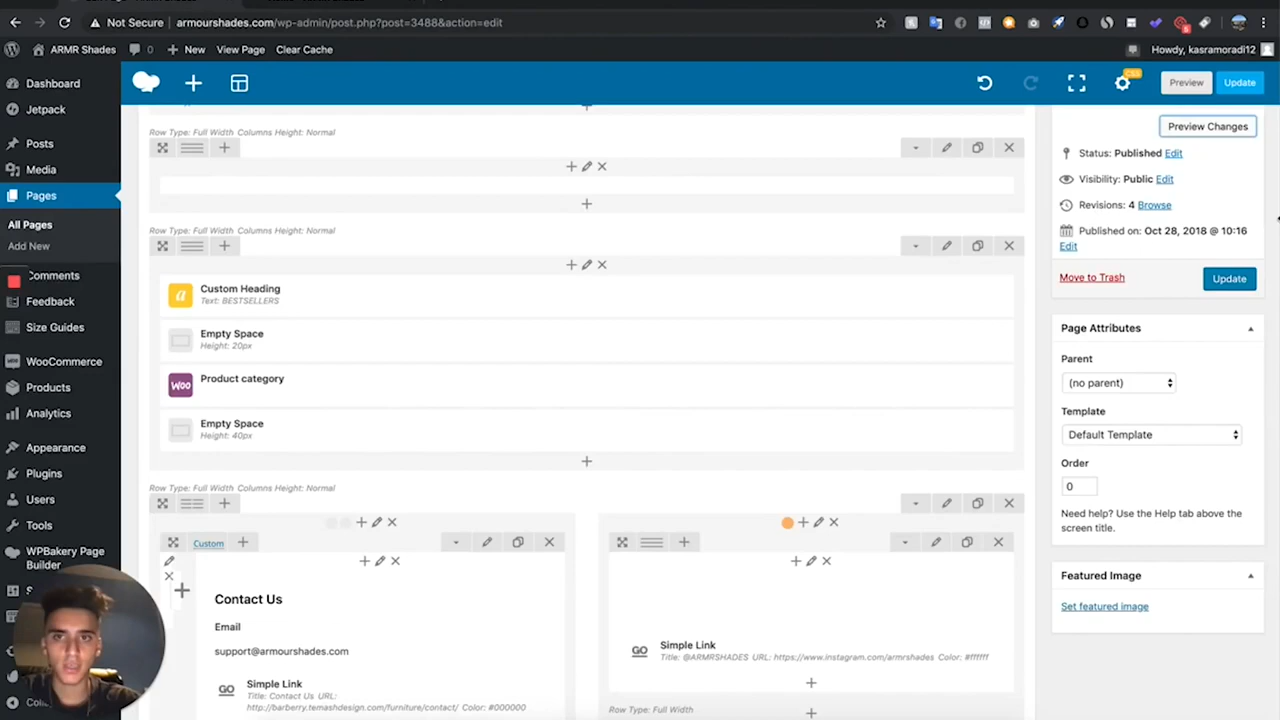 Not Secure | armourshades.com/wp-admin/post.php?post=3488&action=edit
ARMR Shades 0 New View Page Clear Cache Howdy, kasramoradi12
Dashboard
Jetpack
Posts
Media
Pages
All Pages
Add New
Comments
Feedback
Size Guides
WooCommerce
Products
Analytics
Appearance
Plugins
Users
Tools
WPBakery Page
Builder
CSS
Preview Update
Row Type: Full Width Columns Height: Normal
Row Type: Full Width Columns Height: Normal
Custom Heading
Text: BESTSELLERS
Empty Space
Height: 20px
Woo Product category
Empty Space
Height: 40px
Row Type: Full Width Columns Height: Normal
Custom
Contact Us
Email
support@armourshades.com
GO Simple Link
Title: Contact Us URL:
http://barberry.temashdesign.com/furniture/contact/ Color: #000000
GO Simple Link
Title: @ARMRSHADES URL: https://www.instagram.com/armrshades Color: #ffffff
Row Type: Full Width
Preview Changes
Status: Published Edit
Visibility: Public Edit
Revisions: 4 Browse
Published on: Oct 28, 2018 @ 10:16
Edit
Move to Trash Update
Page Attributes
Parent
(no parent)
Template
Default Template
Order
0
Need help? Use the Help tab above the
screen title.
Featured Image
Set featured image